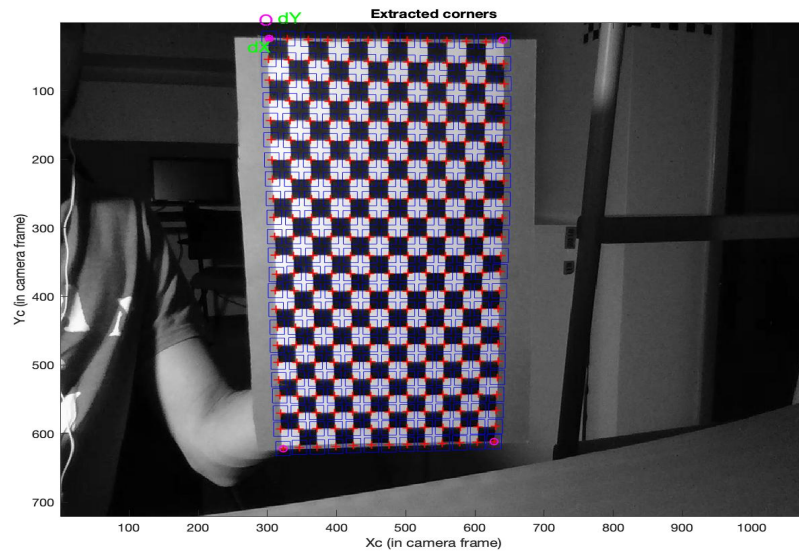 Extracted corners
O dY
dX
100
200
300
400
500
600
700
Yc (in camera frame)
100 200 300 400 500 600 700 800 900 1000
Xc (in camera frame)